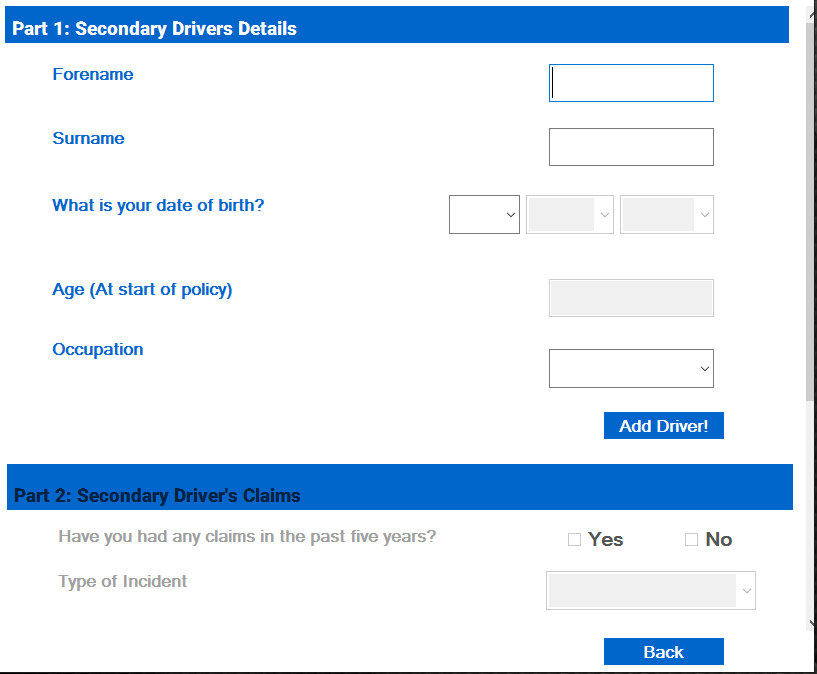 Part 1: Secondary Drivers Details
Forename
Surname
What is your date of birth?
Age (At start of policy)
Occupation
Add Driver!
Part 2: Secondary Driver's Claims
Have you had any claims in the past five years? Yes No
Type of Incident
Back